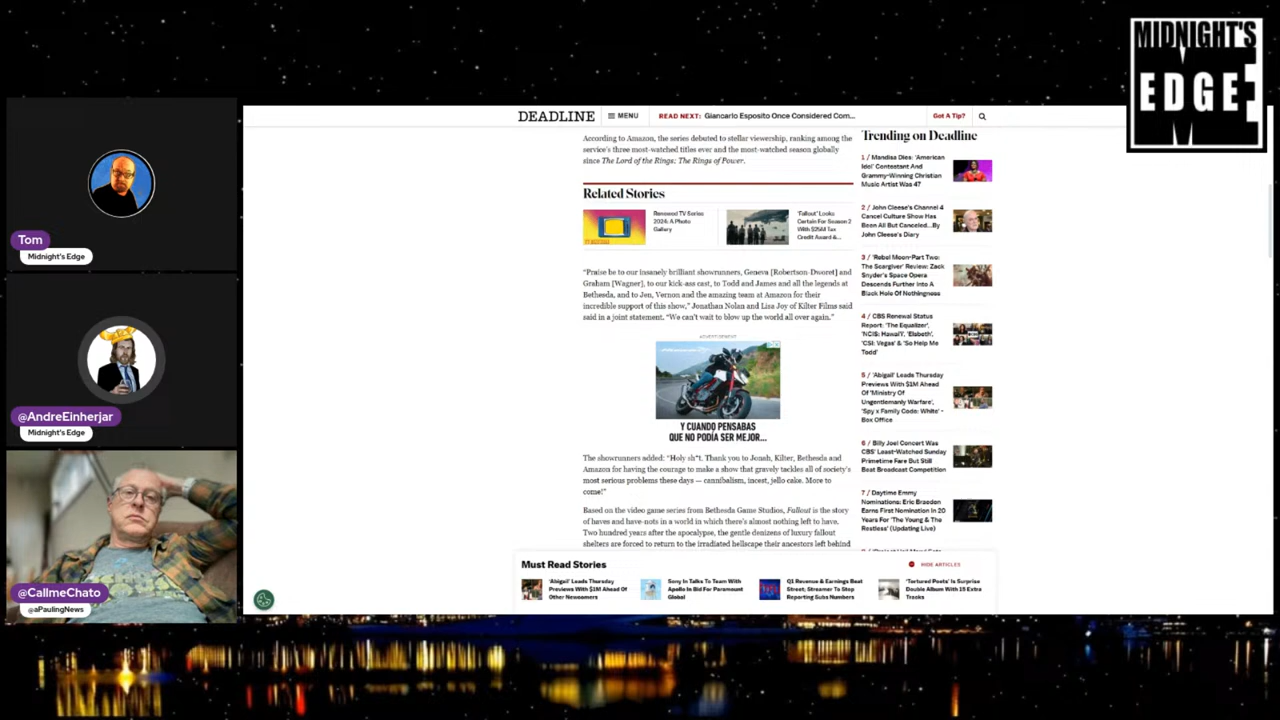 MIDNIGHT'S
EDGE
Tom
Midnight's Edge
@AndreEinherjar
Midnight's Edge
@CallmeChato
@aPaulingNews
DEADLINE
MENU
READ NEXT: Giancarlo Esposito Once Considered Com...
Got A Tip?
According to Amazon, the series debuted to stellar viewership, ranking among the
service's three most-watched titles ever and the most-watched season globally
since The Lord of the Rings: The Rings of Power.
Related Stories
Renewed TV Series
2024: A Photo
Gallery
'Fallout' Looks
Certain For Season 2
With $25M Tax
Credit Award &...
"Praise be to our insanely brilliant showrunners, Geneva [Robertson-Dworet] and
Graham [Wagner], to our kick-ass cast, to Todd and James and all the legends at
Bethesda, and to Jen, Vernon and the amazing team at Amazon for their
incredible support of this show," Jonathan Nolan and Lisa Joy of Kilter Films said
said in a joint statement. "We can't wait to blow up the world all over again."
ADVERTISEMENT
Y CUANDO PENSABAS
QUE NO PODÍA SER MEJOR...
The showrunners added: "Holy sh*t. Thank you to Jonah, Kilter, Bethesda and
Amazon for having the courage to make a show that gravely tackles all of society's
most serious problems these days — cannibalism, incest, jello cake. More to
come!"
Based on the video game series from Bethesda Game Studios, Fallout is the story
of haves and have-nots in a world in which there's almost nothing left to have.
Two hundred years after the apocalypse, the gentle denizens of luxury fallout
shelters are forced to return to the irradiated hellscape their ancestors left behind
Trending on Deadline
1 / Mandisa Dies: 'American
Idol' Contestant And
Grammy-Winning Christian
Music Artist Was 47
2 / John Cleese's Channel 4
Cancel Culture Show Has
Been All But Canceled...By
John Cleese's Diary
3 / 'Rebel Moon-Part Two:
The Scargiver' Review: Zack
Snyder's Space Opera
Descends Further Into A
Black Hole Of Nothingness
4 / CBS Renewal Status
Report: 'The Equalizer',
'NCIS: Hawai'i', 'Elsbeth',
'CSI: Vegas' & 'So Help Me
Todd'
5 / 'Abigail' Leads Thursday
Previews With $1M Ahead
Of 'Ministry Of
Ungentlemanly Warfare',
'Spy x Family Code: White' –
Box Office
6 / Billy Joel Concert Was
CBS' Least-Watched Sunday
Primetime Fare But Still
Beat Broadcast Competition
7 / Daytime Emmy
Nominations: Eric Braeden
Earns First Nomination In 20
Years For 'The Young & The
Restless' (Updating Live)
Must Read Stories
HIDE ARTICLES
'Abigail' Leads Thursday
Previews With $1M Ahead Of
Other Newcomers
Sony In Talks To Team With
Apollo In Bid For Paramount
Global
Q1 Revenue & Earnings Beat
Street; Streamer To Stop
Reporting Subs Numbers
'Tortured Poets' Is Surprise
Double Album With 15 Extra
Tracks